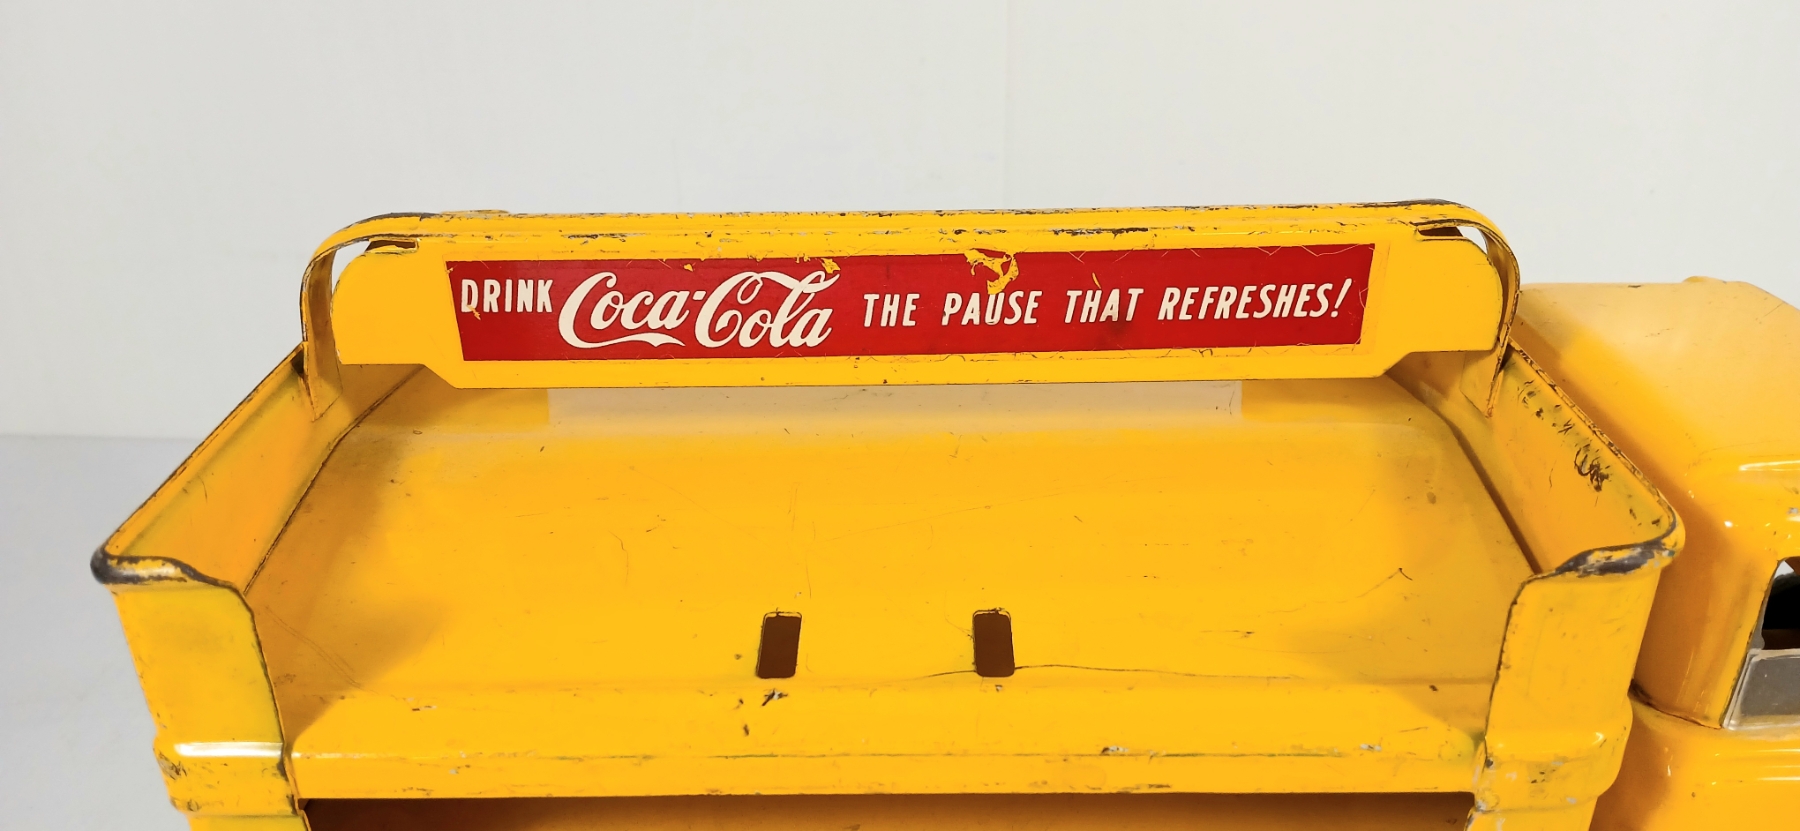 DRINK Coca-Cola THE PAUSE THAT REFRESHES!